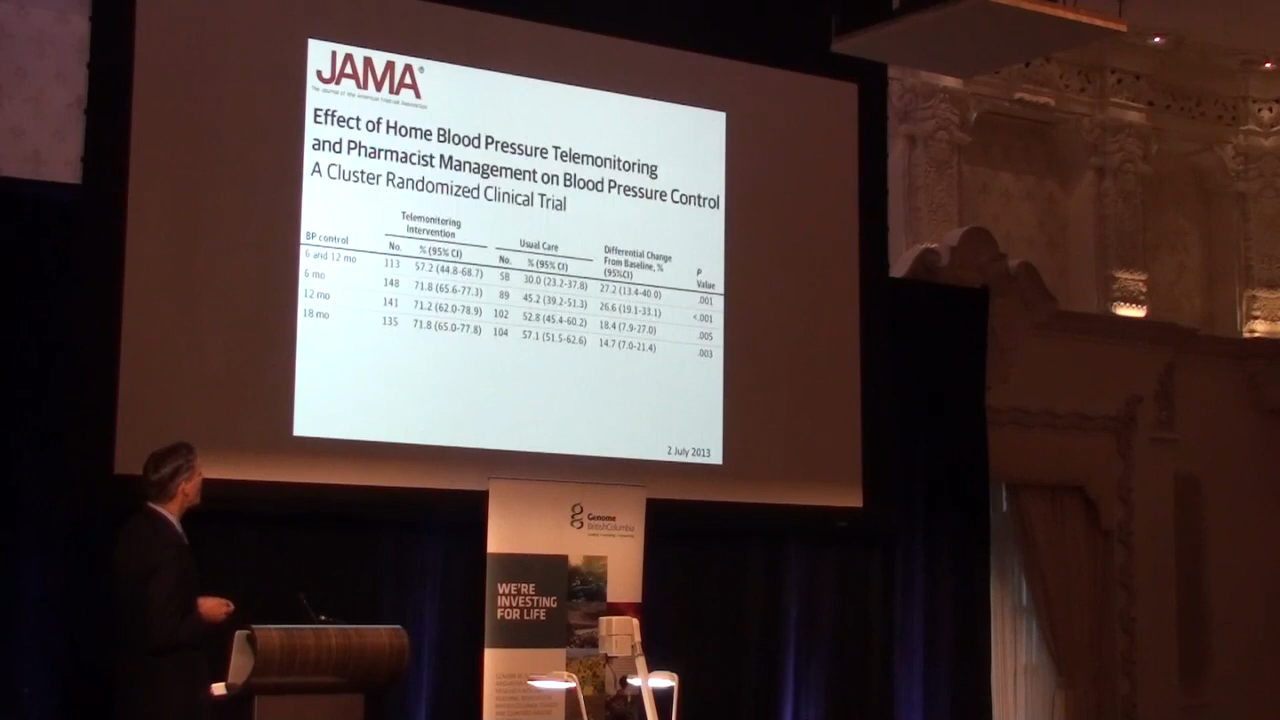 JAMA®
The Journal of the American Medical Association
Effect of Home Blood Pressure Telemonitoring
and Pharmacist Management on Blood Pressure Control
A Cluster Randomized Clinical Trial
Telemonitoring
Intervention
Usual Care
Differential Change
From Baseline, %
(95%CI)
P
Value
BP control
No.
% (95% CI)
No.
% (95% CI)
6 and 12 mo 113 57.2 (44.8-68.7) 58 30.0 (23.2-37.8) 27.2 (13.4-40.0) .001
6 mo 148 71.8 (65.6-77.3) 89 45.2 (39.2-51.3) 26.6 (19.1-33.1) <.001
12 mo 141 71.2 (62.0-78.9) 102 52.8 (45.4-60.2) 18.4 (7.9-27.0) .005
18 mo 135 71.8 (65.0-77.8) 104 57.1 (51.5-62.6) 14.7 (7.0-21.4) .003
2 July 2013
Genome
BritishColumbia
WE'RE
INVESTING
FOR LIFE